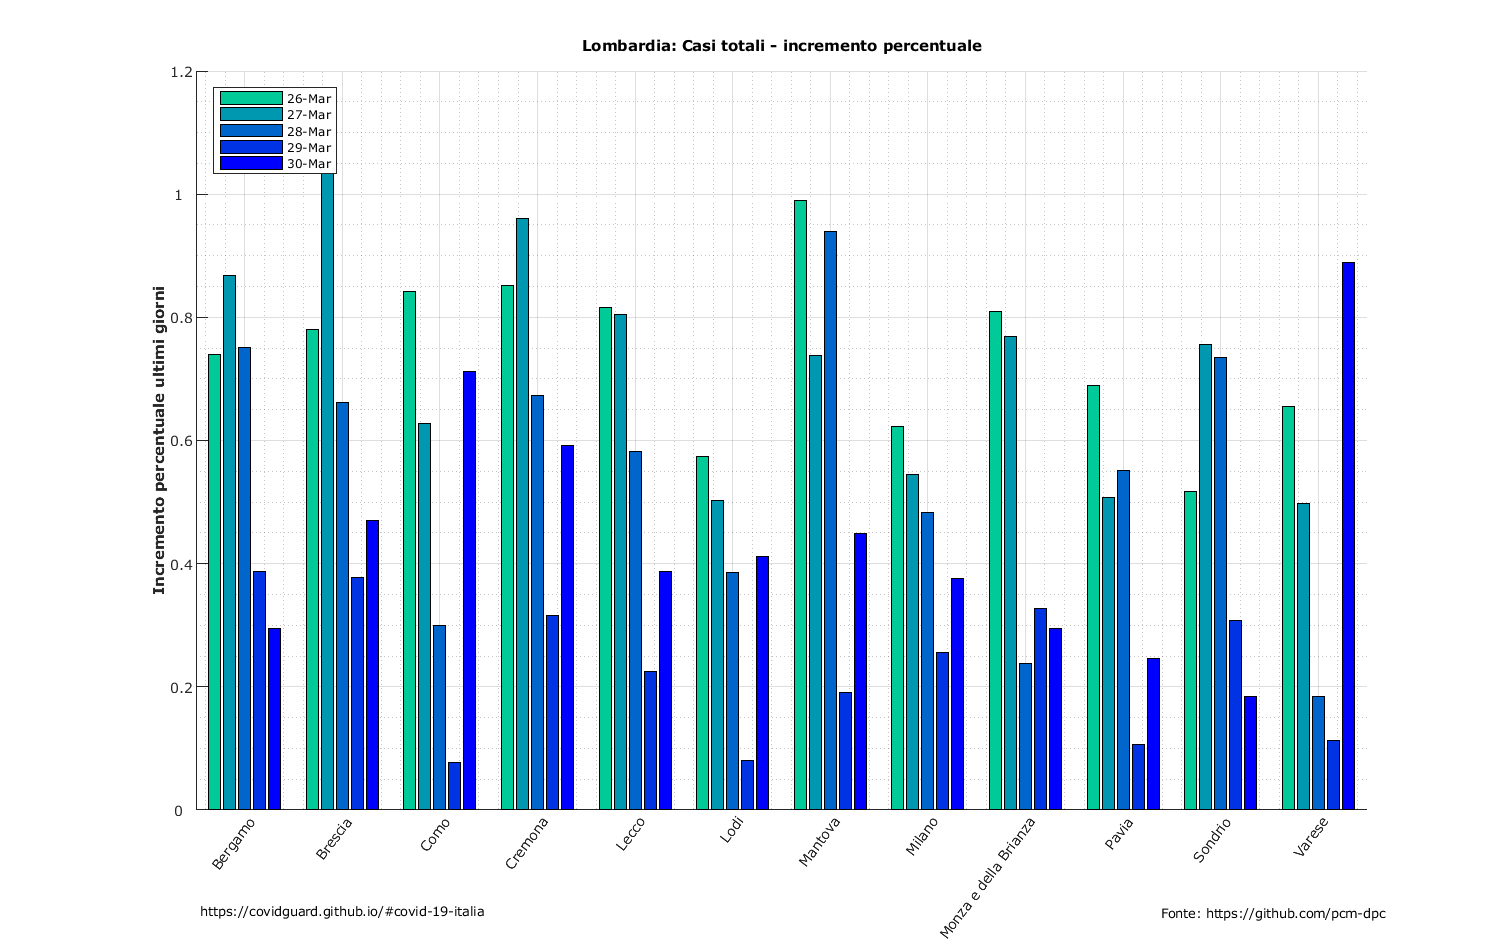 Lombardia: Casi totali - incremento percentuale
1.2
1
0.8
0.6
0.4
0.2
0
Incremento percentuale ultimi giorni
26-Mar
27-Mar
28-Mar
29-Mar
30-Mar
Bergamo
Brescia
Como
Cremona
Lecco
Lodi
Mantova
Milano
Monza e della Brianza
Pavia
Sondrio
Varese
https://covidguard.github.io/#covid-19-italia
Fonte: https://github.com/pcm-dpc